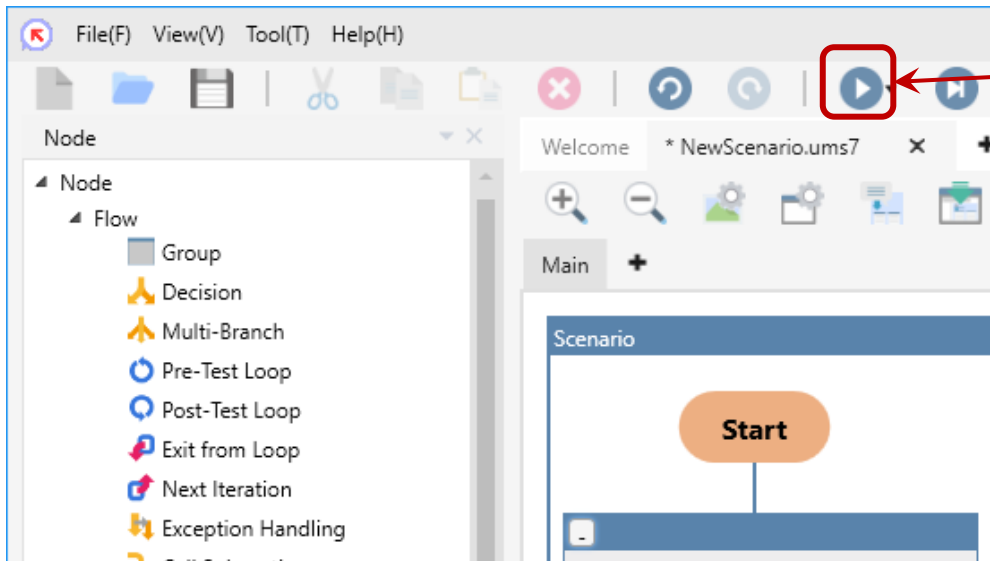 File(F) View(V) Tool(T) Help(H)
Node
Welcome * NewScenario.ums7
Node
Flow
Group
Decision
Multi-Branch
Pre-Test Loop
Post-Test Loop
Exit from Loop
Next Iteration
Exception Handling
Main
Scenario
Start